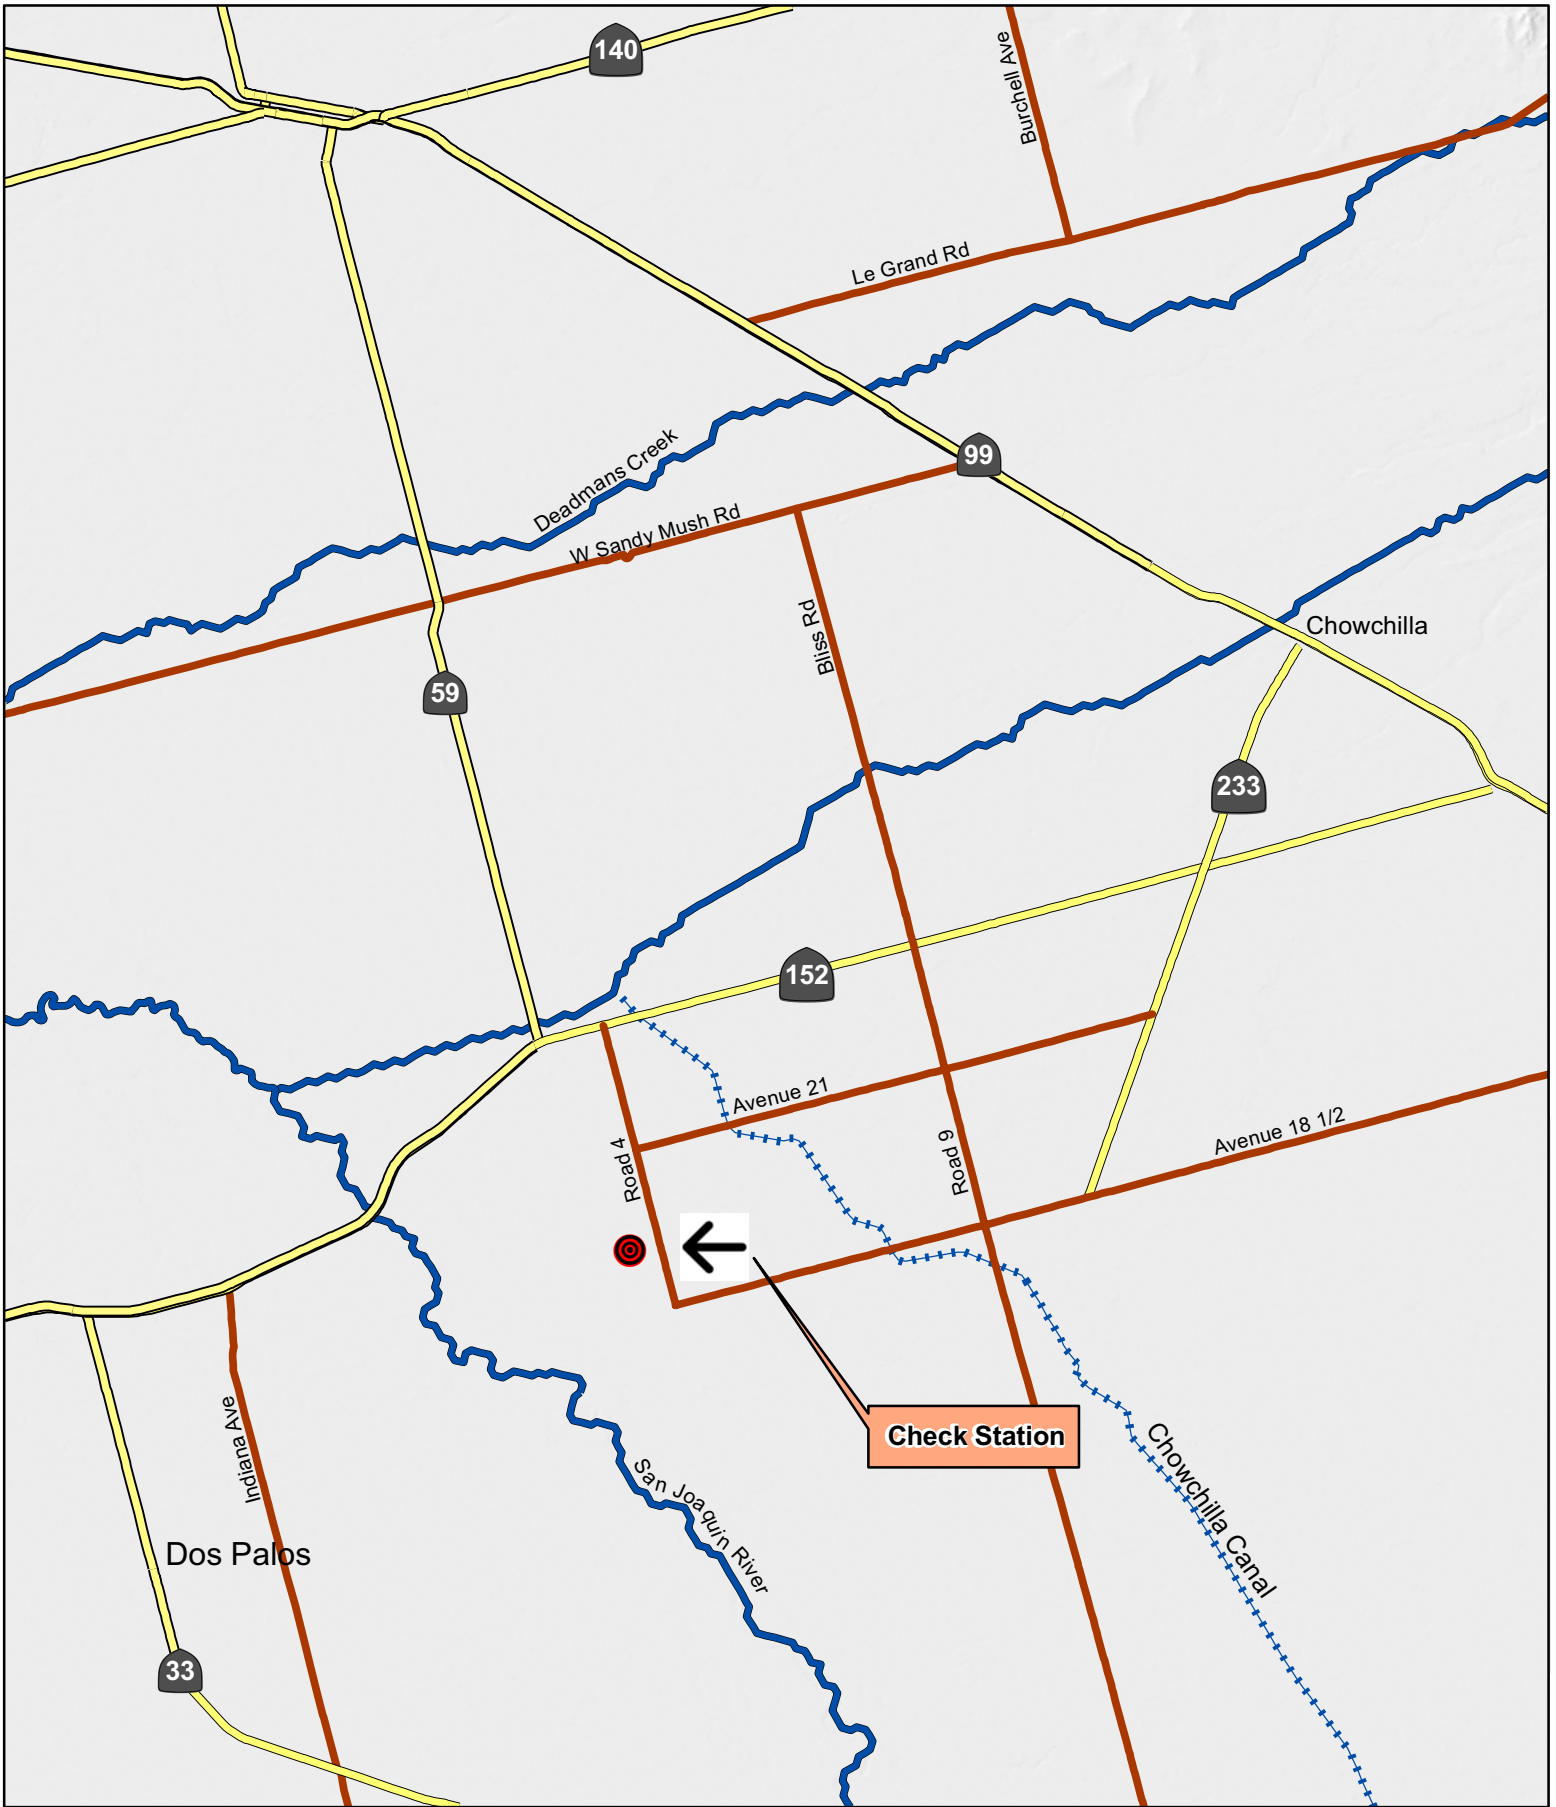 140
Burchell Ave
Le Grand Rd
99
Deadmans Creek
W Sandy Mush Rd
Bliss Rd
Chowchilla
59
233
152
Avenue 21
Road 4
Road 9
Avenue 18 1/2
Check Station
Indiana Ave
San Joaquin River
Chowchilla Canal
Dos Palos
33